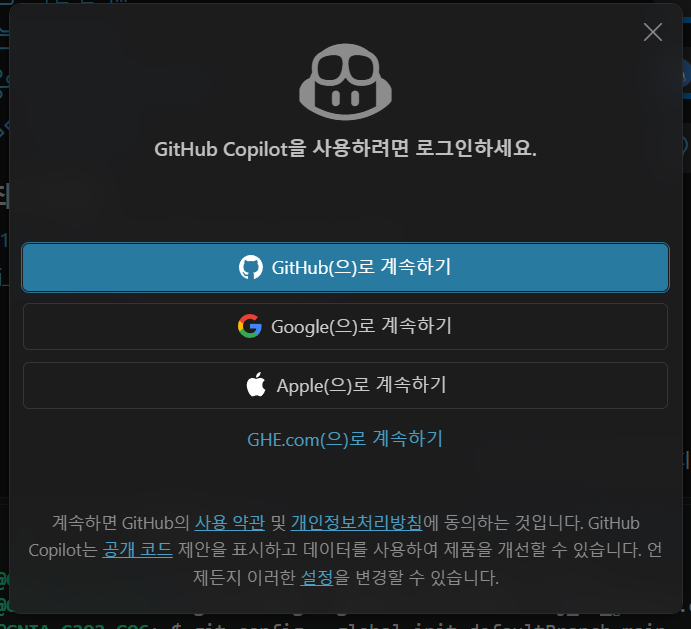 GitHub Copilot을 사용하려면 로그인하세요.
GitHub(으)로 계속하기
Google(으)로 계속하기
Apple(으)로 계속하기
GHE.com(으)로 계속하기
계속하면 GitHub의 사용 약관 및 개인정보처리방침에 동의하는 것입니다. GitHub
Copilot는 공개 코드 제안을 표시하고 데이터를 사용하여 제품을 개선할 수 있습니다. 언
제든지 이러한 설정을 변경할 수 있습니다.
$ git config --global init.defaultBranch main